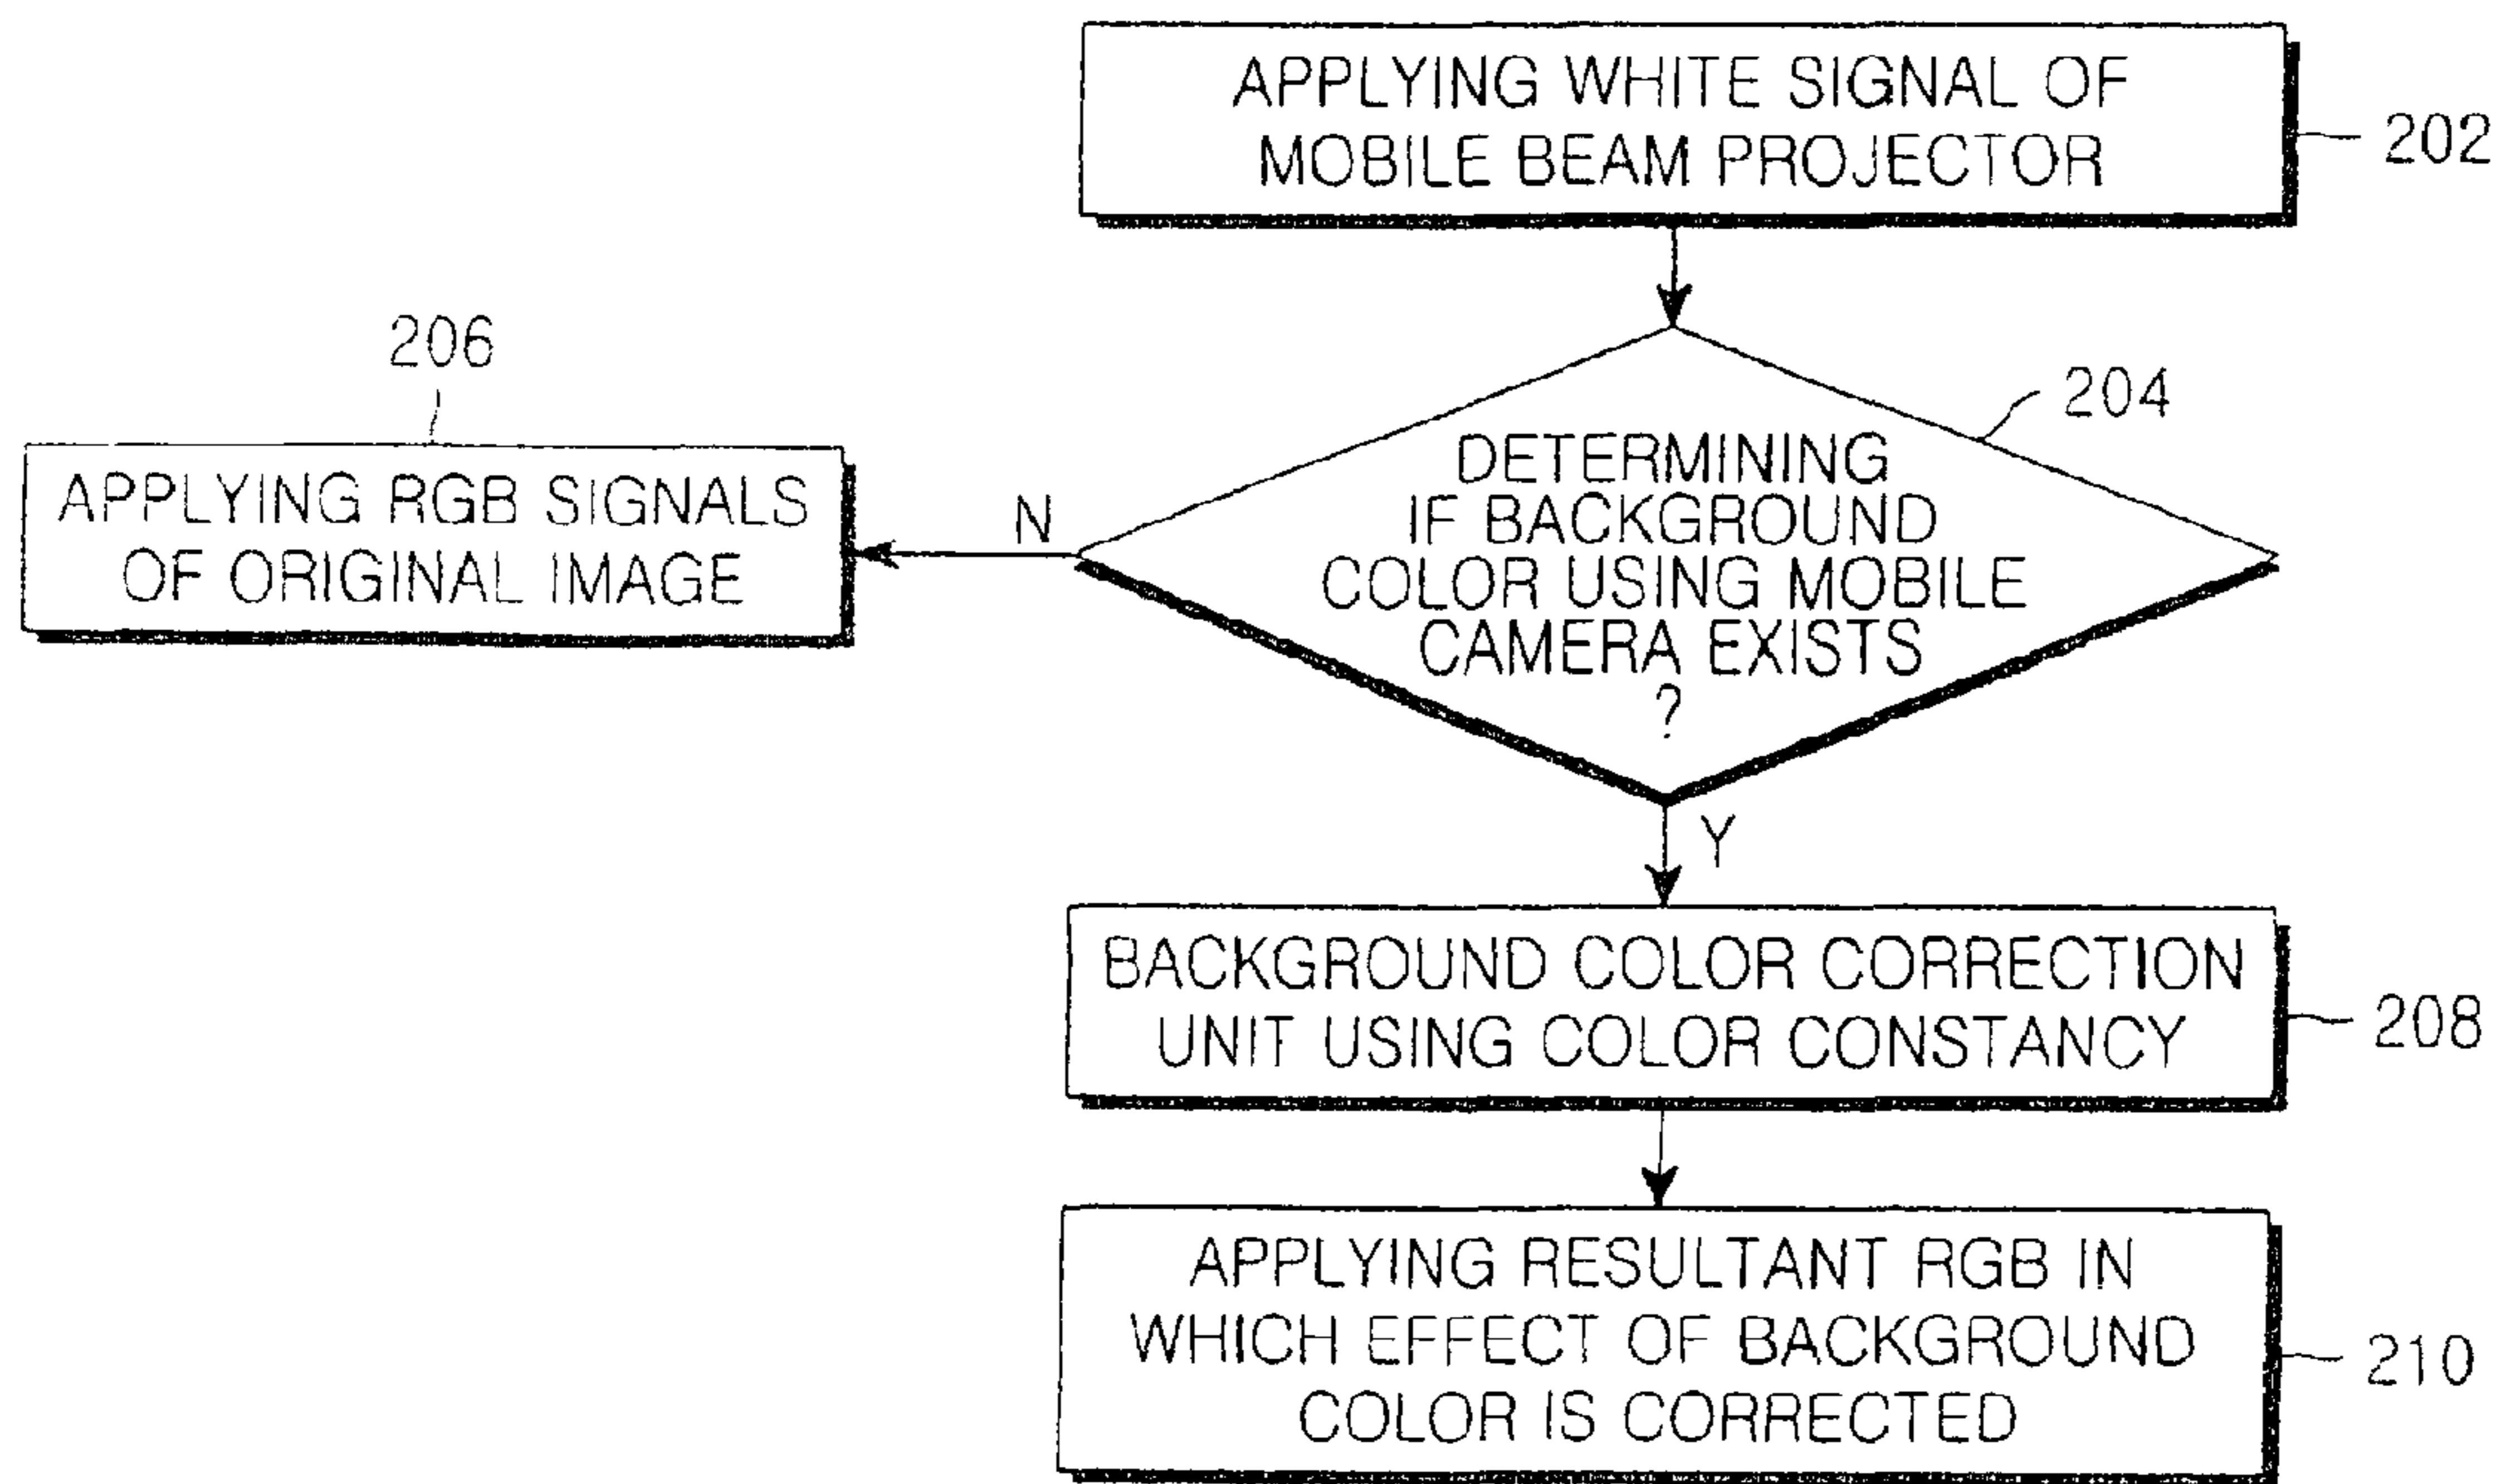 APPLYING WHITE SIGNAL OF
MOBILE BEAM PROJECTOR
202
204
DETERMINING
IF BACKGROUND
COLOR USING MOBILE
CAMERA EXISTS
?
N
206
APPLYING RGB SIGNALS
OF ORIGINAL IMAGE
Y
BACKGROUND COLOR CORRECTION
UNIT USING COLOR CONSTANCY
208
APPLYING RESULTANT RGB IN
WHICH EFFECT OF BACKGROUND
COLOR IS CORRECTED
210